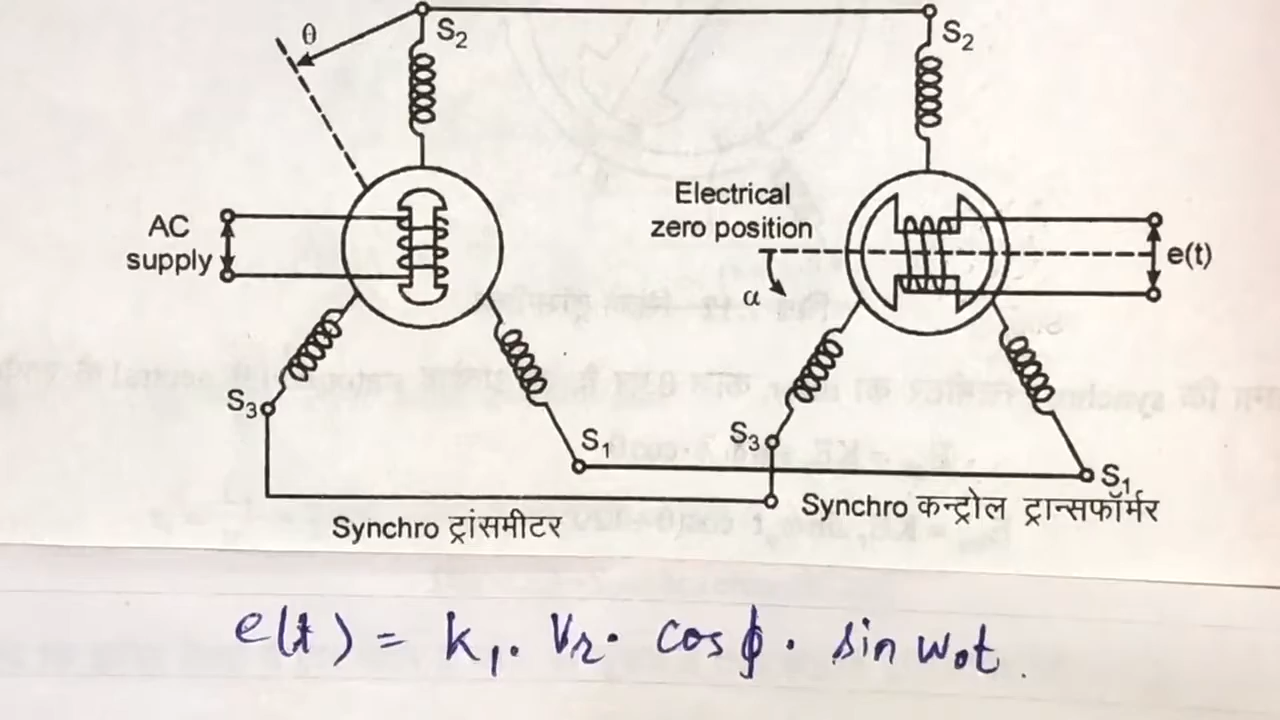 θ
S₂
S₂
Electrical
zero position
AC
supply
α
e(t)
S₃
S₁
S₃
S₁
Synchro ट्रांसमीटर
Synchro कन्ट्रोल ट्रान्सफॉर्मर
e(t) = k₁. Vr. cos ϕ. sin ω₀t.